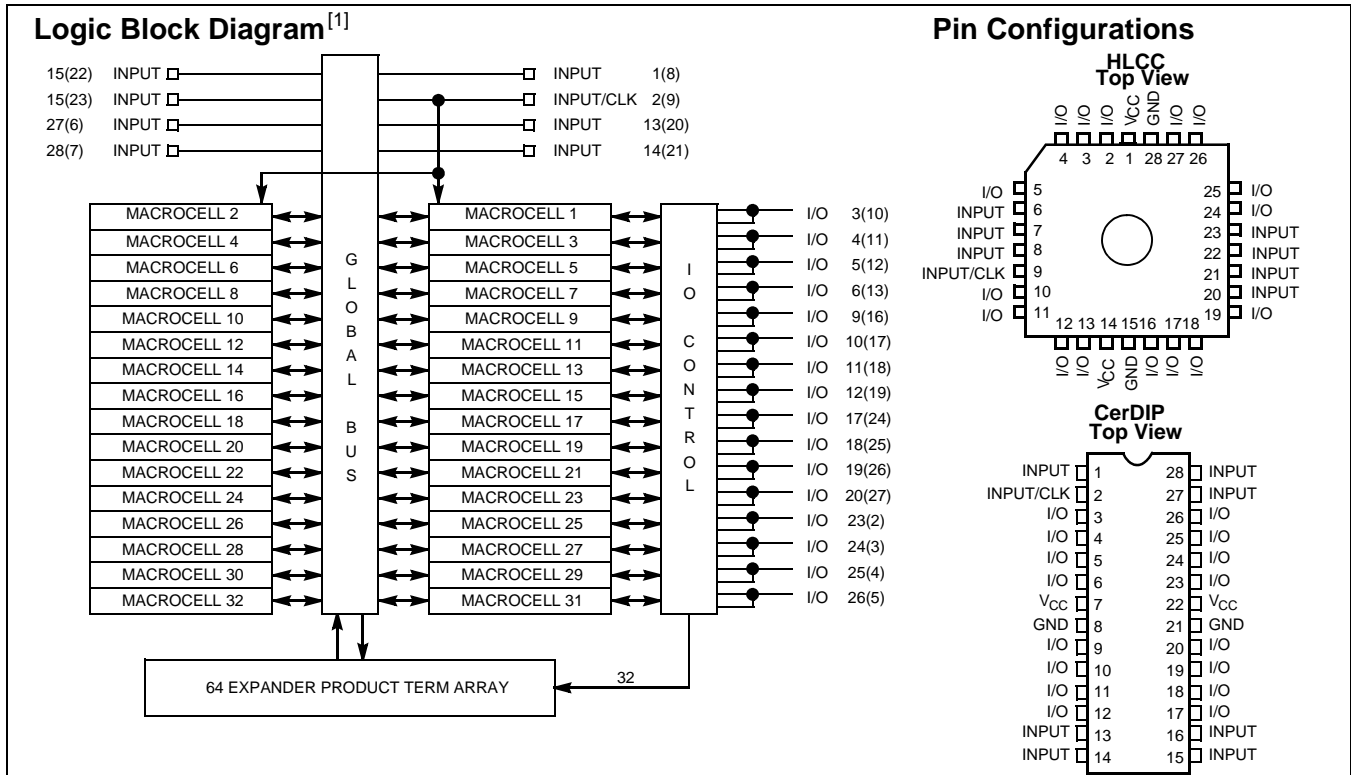 Logic Block Diagram[1]
15(22) INPUT
15(23) INPUT
27(6) INPUT
28(7) INPUT
INPUT 1(8)
INPUT/CLK 2(9)
INPUT 13(20)
INPUT 14(21)
MACROCELL 2
MACROCELL 4
MACROCELL 6
MACROCELL 8
MACROCELL 10
MACROCELL 12
MACROCELL 14
MACROCELL 16
MACROCELL 18
MACROCELL 20
MACROCELL 22
MACROCELL 24
MACROCELL 26
MACROCELL 28
MACROCELL 30
MACROCELL 32
GLOBAL BUS
MACROCELL 1
MACROCELL 3
MACROCELL 5
MACROCELL 7
MACROCELL 9
MACROCELL 11
MACROCELL 13
MACROCELL 15
MACROCELL 17
MACROCELL 19
MACROCELL 21
MACROCELL 23
MACROCELL 25
MACROCELL 27
MACROCELL 29
MACROCELL 31
IO CONTROL
I/O 3(10)
I/O 4(11)
I/O 5(12)
I/O 6(13)
I/O 9(16)
I/O 10(17)
I/O 11(18)
I/O 12(19)
I/O 17(24)
I/O 18(25)
I/O 19(26)
I/O 20(27)
I/O 23(2)
I/O 24(3)
I/O 25(4)
I/O 26(5)
64 EXPANDER PRODUCT TERM ARRAY
32
Pin Configurations
HLCC
Top View
I/O I/O I/O VCC GND I/O I/O
4 3 2 1 28 27 26
I/O 5
INPUT 6
INPUT 7
INPUT 8
INPUT/CLK 9
I/O 10
I/O 11
25 I/O
24 I/O
23 INPUT
22 INPUT
21 INPUT
20 INPUT
19 I/O
12 13 14 15 16 17 18
I/O I/O VCC GND I/O I/O I/O
CerDIP
Top View
INPUT 1 28 INPUT
INPUT/CLK 2 27 INPUT
I/O 3 26 I/O
I/O 4 25 I/O
I/O 5 24 I/O
I/O 6 23 I/O
VCC 7 22 VCC
GND 8 21 GND
I/O 9 20 I/O
I/O 10 19 I/O
I/O 11 18 I/O
I/O 12 17 I/O
INPUT 13 16 INPUT
INPUT 14 15 INPUT